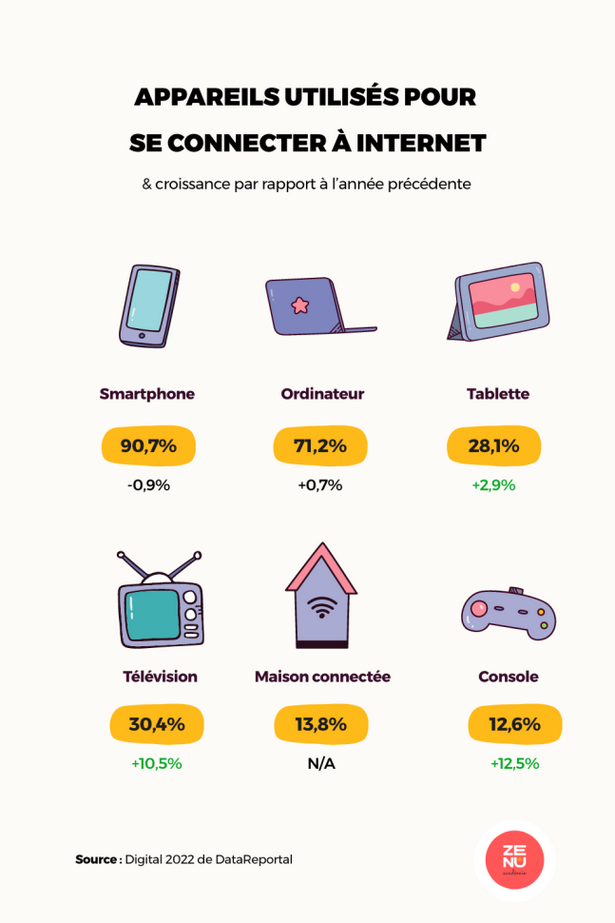 APPAREILS UTILISÉS POUR
SE CONNECTER À INTERNET
& croissance par rapport à l'année précédente
Smartphone
90,7%
-0,9%
Ordinateur
71,2%
+0,7%
Tablette
28,1%
+2,9%
Télévision
30,4%
+10,5%
Maison connectée
13,8%
N/A
Console
12,6%
+12,5%
Source : Digital 2022 de DataReportal
ZE
NU
academie